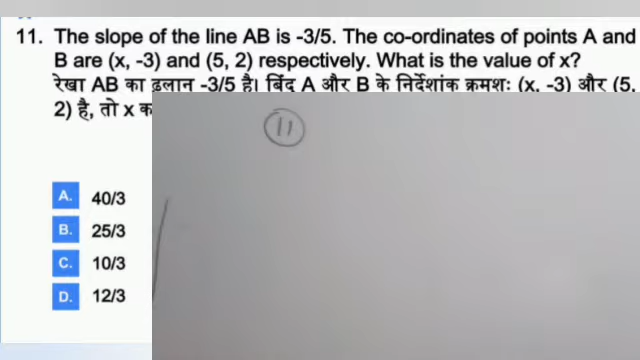 11. The slope of the line AB is -3/5. The co-ordinates of points A and
B are (x, -3) and (5, 2) respectively. What is the value of x?
रेखा AB का ढलान -3/5 है। बिंदु A और B के निर्देशांक क्रमशः (x, -3) और (5,
2) है, तो x क
11
A. 40/3
B. 25/3
C. 10/3
D. 12/3